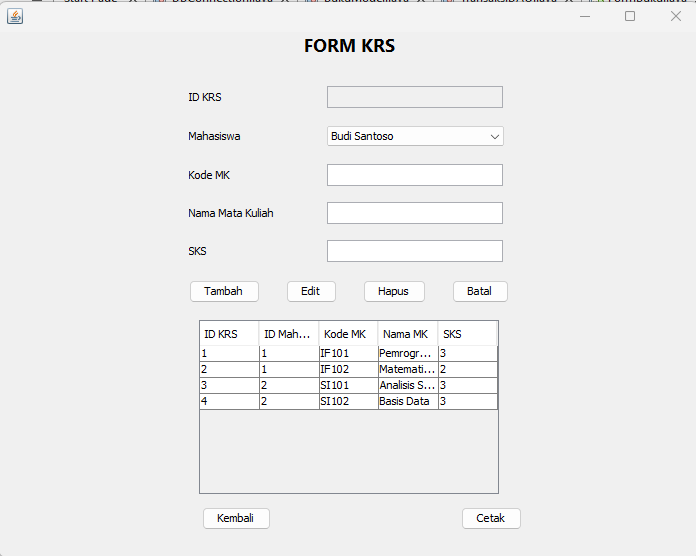 FORM KRS
ID KRS
Mahasiswa Budi Santoso
Kode MK
Nama Mata Kuliah
SKS
Tambah Edit Hapus Batal
ID KRS ID Mah... Kode MK Nama MK SKS
1 1 IF101 Pemrogr... 3
2 1 IF102 Matemati... 2
3 2 SI101 Analisis S... 3
4 2 SI102 Basis Data 3
Kembali Cetak